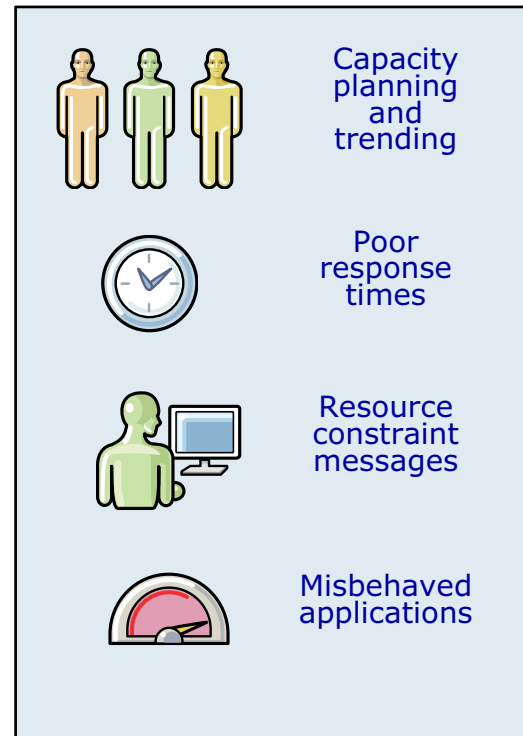 Capacity
planning
and
trending
Poor
response
times
Resource
constraint
messages
Misbehaved
applications